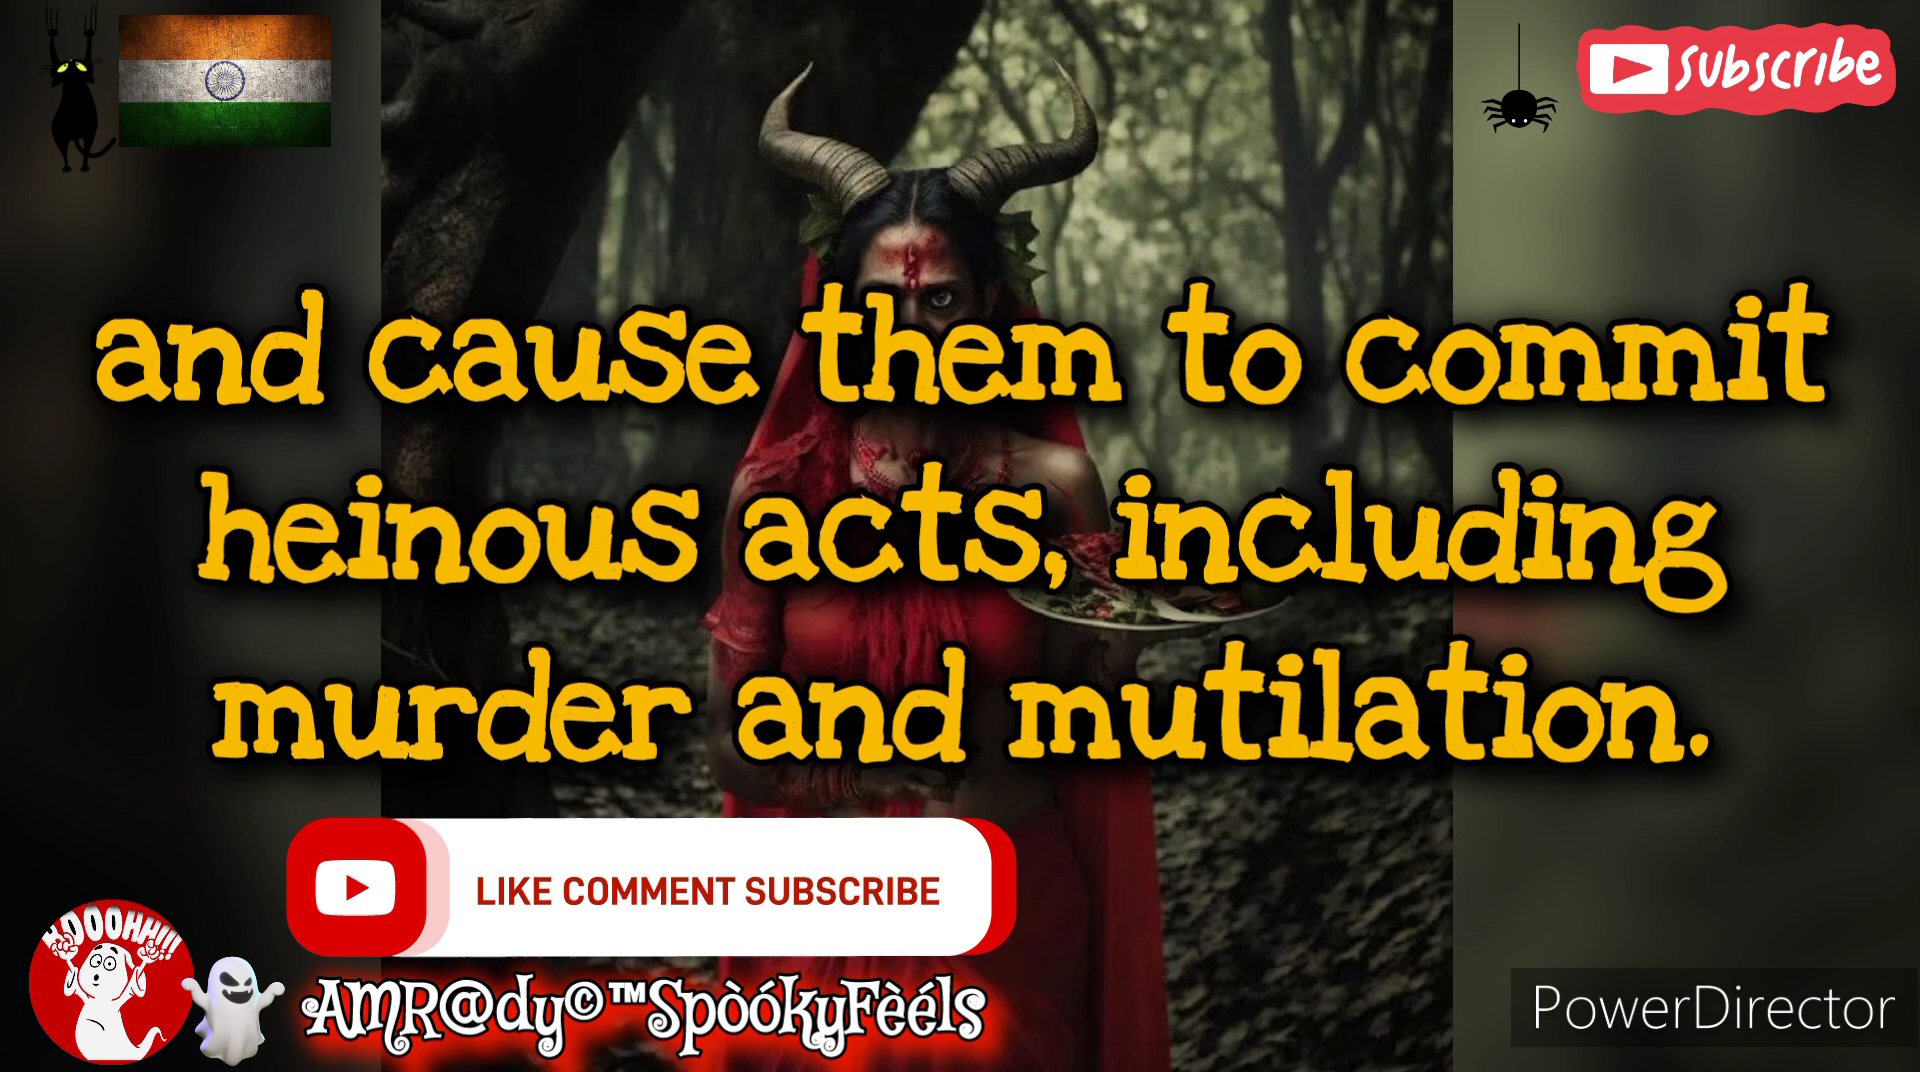 Subscribe
and cause them to commit
heinous acts, including
murder and mutilation.
LIKE COMMENT SUBSCRIBE
AMR@dy©™SpòókyFèéls
PowerDirector